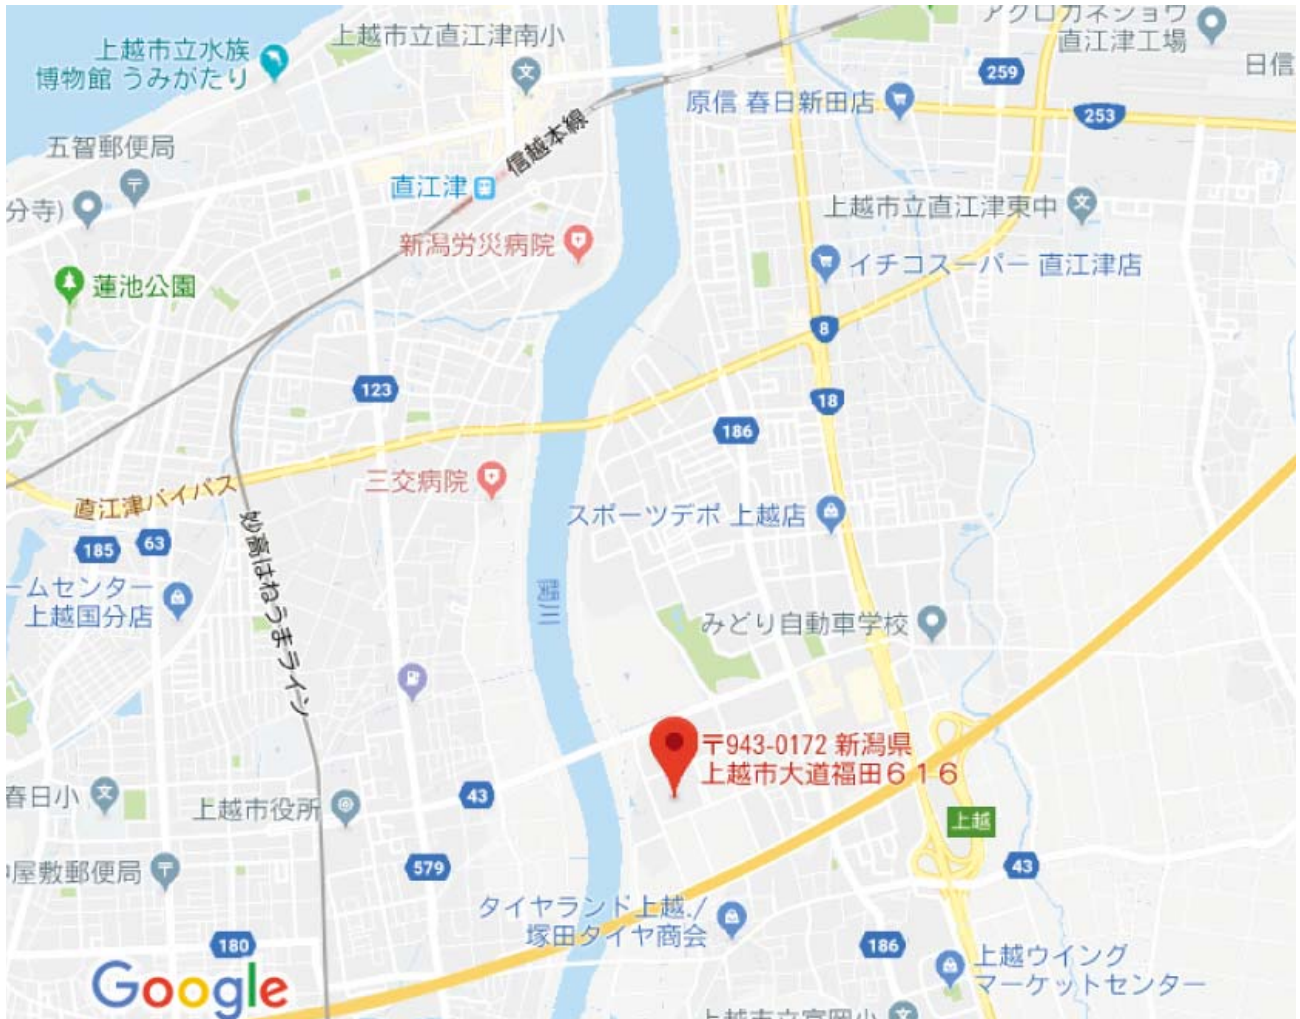 アグロカネショウ
直江津工場
上越市立水族
博物館 うみがたり
上越市立直江津南小
259
日信
原信 春日新田店
253
五智郵便局
信越本線
直江津
分寺)
上越市立直江津東中
新潟労災病院
イチコスーパー 直江津店
蓮池公園
8
123
18
186
三交病院
直江津バイパス
スポーツデポ 上越店
185
63
妙高はねうまライン
ームセンター
上越国分店
関川
みどり自動車学校
〒943-0172 新潟県
上越市大道福田616
春日小
上越市役所
43
上越
屋敷郵便局
579
43
タイヤランド上越./
塚田タイヤ商会
180
186
上越ウイング
マーケットセンター
Google
上越市立富岡小